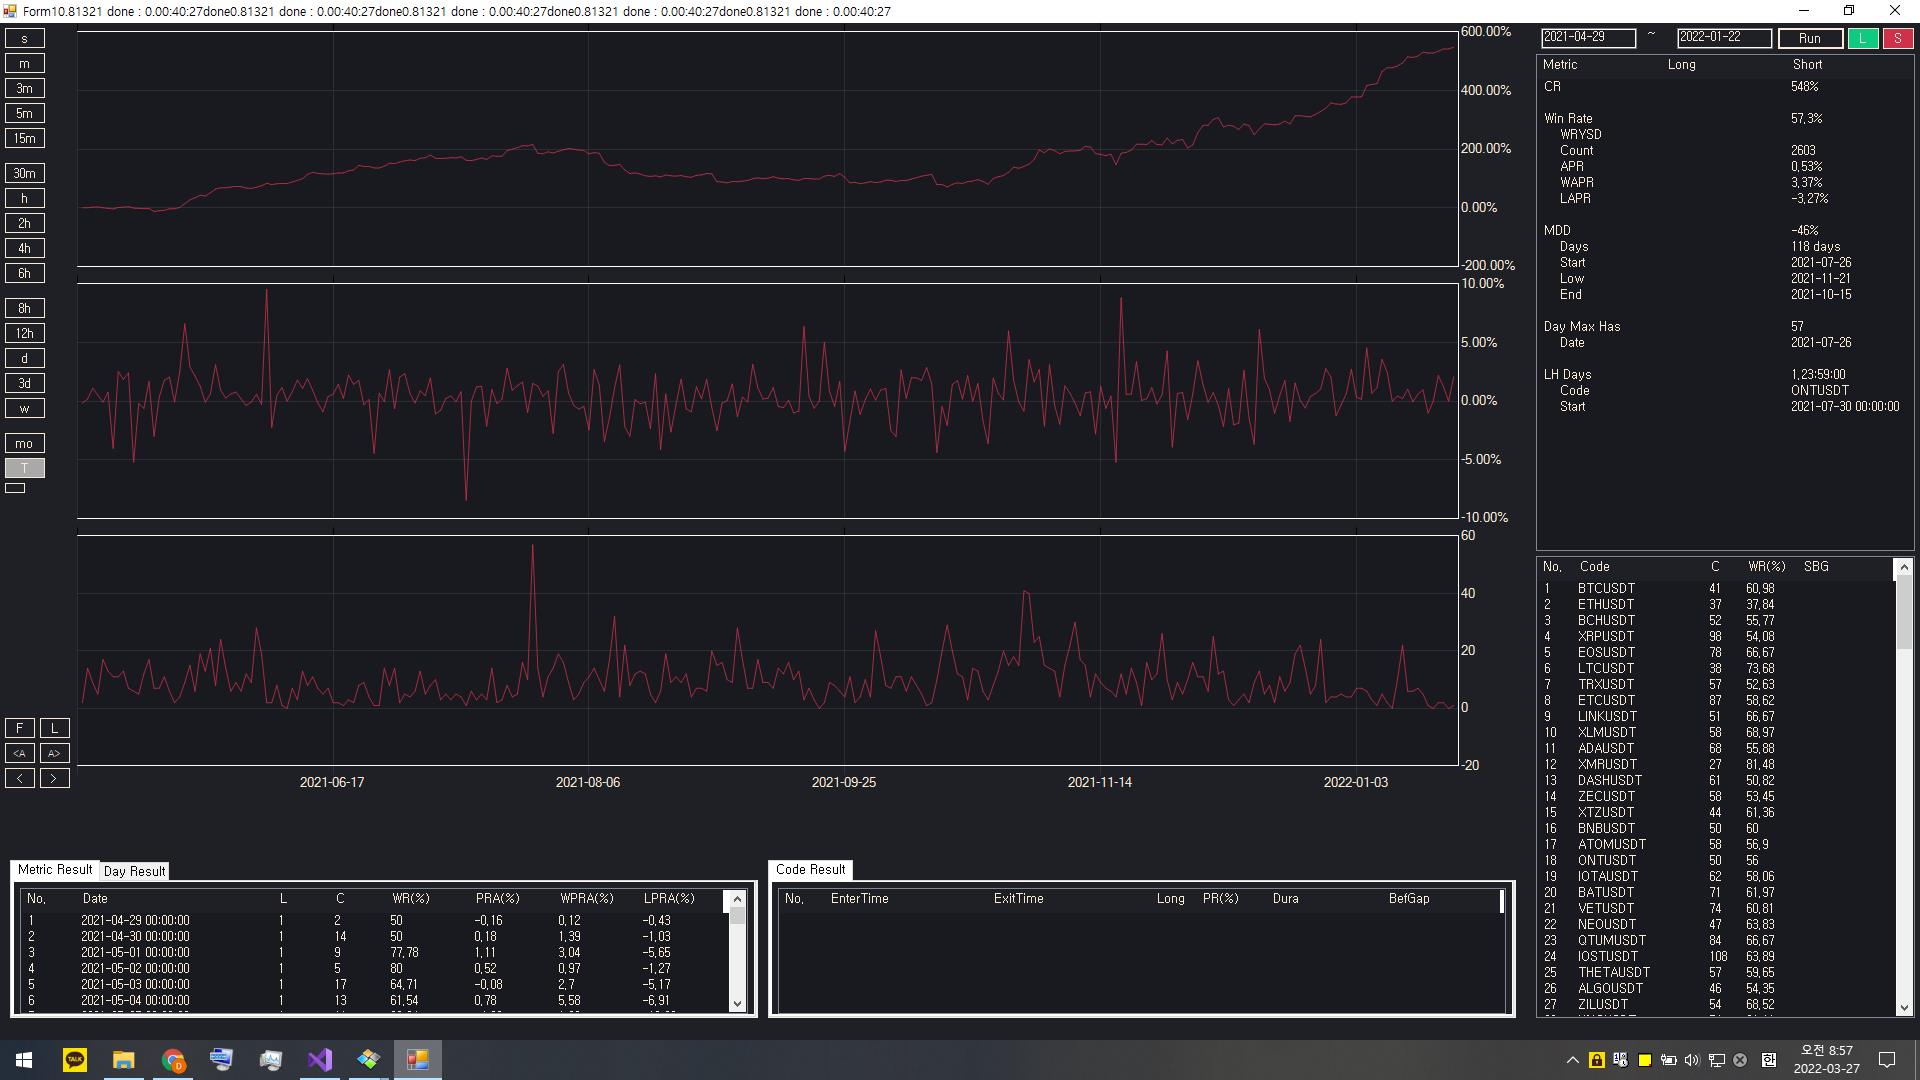 Form10.81321 done : 0.00:40:27done0.81321 done : 0.00:40:27done0.81321 done : 0.00:40:27done0.81321 done : 0.00:40:27done0.81321 done : 0.00:40:27
s
m
3m
5m
15m
30m
h
2h
4h
6h
8h
12h
d
3d
w
mo
T
F L
<A A>
< >
600.00%
400.00%
200.00%
0.00%
-200.00%
10.00%
5.00%
0.00%
-5.00%
-10.00%
60
40
20
0
-20
2021-06-17 2021-08-06 2021-09-25 2021-11-14 2022-01-03
2021-04-29 ~ 2022-01-22 Run L S
Metric Long Short
CR 548%
Win Rate 57,3%
WRYSD
Count 2603
APR 0,53%
WAPR 3,37%
LAPR -3,27%
MDD -46%
Days 118 days
Start 2021-07-26
Low 2021-11-21
End 2021-10-15
Day Max Has 57
Date 2021-07-26
LH Days 1,23:59:00
Code ONTUSDT
Start 2021-07-30 00:00:00
No, Code C WR(%) SBG
1 BTCUSDT 41 60,98
2 ETHUSDT 37 37,84
3 BCHUSDT 52 55,77
4 XRPUSDT 98 54,08
5 EOSUSDT 78 66,67
6 LTCUSDT 38 73,68
7 TRXUSDT 57 52,63
8 ETCUSDT 87 58,62
9 LINKUSDT 51 66,67
10 XLMUSDT 58 68,97
11 ADAUSDT 68 55,88
12 XMRUSDT 27 81,48
13 DASHUSDT 61 50,82
14 ZECUSDT 58 53,45
15 XTZUSDT 44 61,36
16 BNBUSDT 50 60
17 ATOMUSDT 58 56,9
18 ONTUSDT 50 56
19 IOTAUSDT 62 58,06
20 BATUSDT 71 61,97
21 VETUSDT 74 60,81
22 NEOUSDT 47 63,83
23 QTUMUSDT 84 66,67
24 IOSTUSDT 108 63,89
25 THETAUSDT 57 59,65
26 ALGOUSDT 46 54,35
27 ZILUSDT 54 68,52
Metric Result Day Result
No, Date L C WR(%) PRA(%) WPRA(%) LPRA(%)
1 2021-04-29 00:00:00 1 2 50 -0,16 0,12 -0,43
2 2021-04-30 00:00:00 1 14 50 0,18 1,39 -1,03
3 2021-05-01 00:00:00 1 9 77,78 1,11 3,04 -5,65
4 2021-05-02 00:00:00 1 5 80 0,52 0,97 -1,27
5 2021-05-03 00:00:00 1 17 64,71 -0,08 2,7 -5,17
6 2021-05-04 00:00:00 1 13 61,54 0,78 5,58 -6,91
Code Result
No, EnterTime ExitTime Long PR(%) Dura BefGap
TALK
오전 8:57
2022-03-27